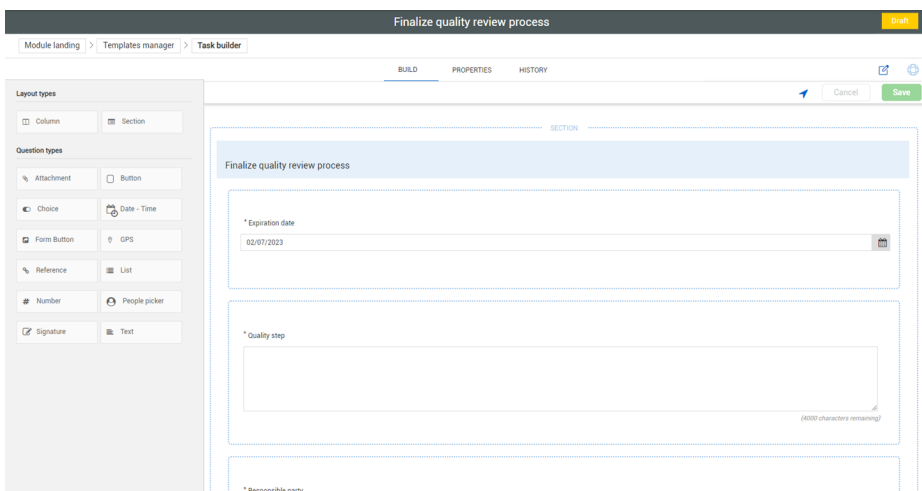 Finalize quality review process
Draft
Module landing > Templates manager > Task builder
BUILD PROPERTIES HISTORY
Cancel Save
Layout types
Column Section
Question types
Attachment Button
Choice Date - Time
Form Button GPS
Reference List
# Number People picker
Signature Text
SECTION
Finalize quality review process
* Expiration date
02/07/2023
* Quality step
(4000 characters remaining)
* Responsible party